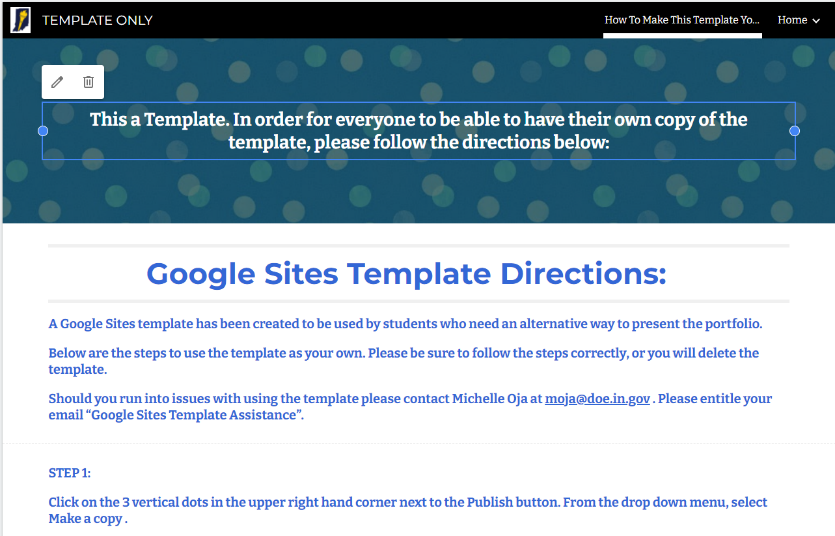 TEMPLATE ONLY
How To Make This Template Yo...
Home
This a Template. In order for everyone to be able to have their own copy of the
template, please follow the directions below:
Google Sites Template Directions:
A Google Sites template has been created to be used by students who need an alternative way to present the portfolio.
Below are the steps to use the template as your own. Please be sure to follow the steps correctly, or you will delete the
template.
Should you run into issues with using the template please contact Michelle Oja at moja@doe.in.gov . Please entitle your
email “Google Sites Template Assistance”.
STEP 1:
Click on the 3 vertical dots in the upper right hand corner next to the Publish button. From the drop down menu, select
Make a copy .